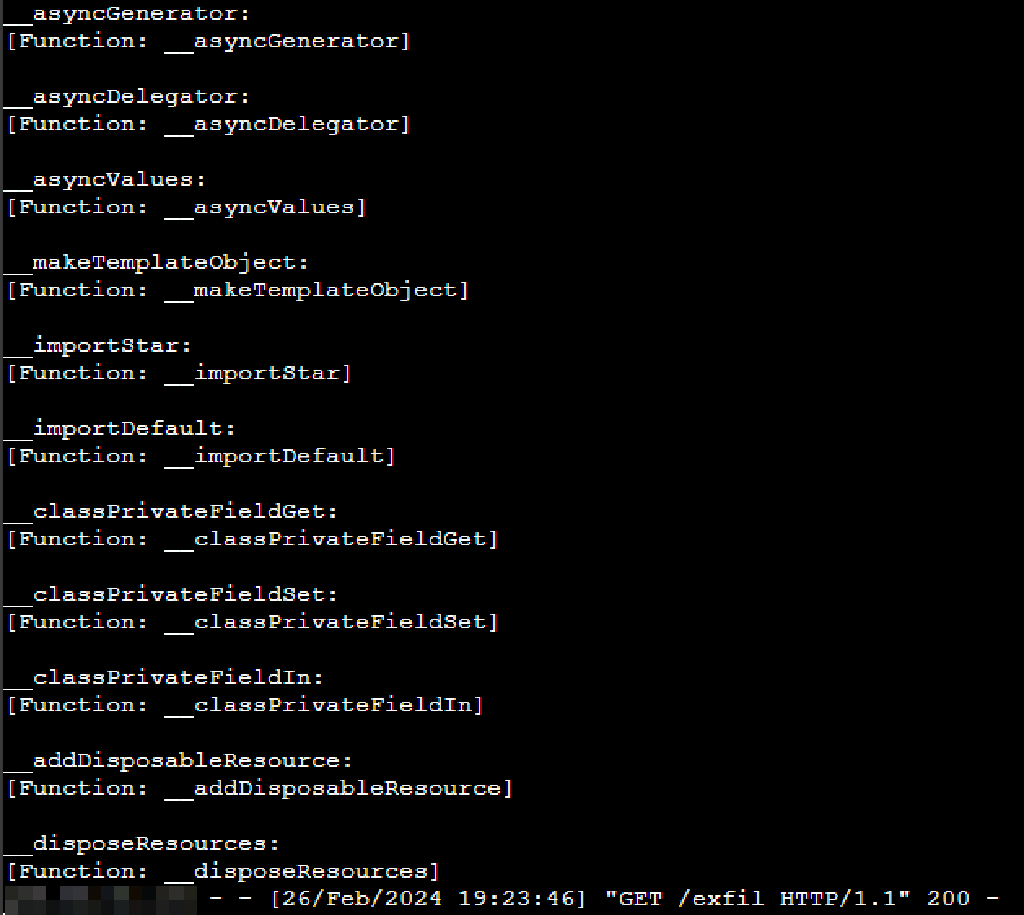 __asyncGenerator:
[Function: __asyncGenerator]
__asyncDelegator:
[Function: __asyncDelegator]
__asyncValues:
[Function: __asyncValues]
__makeTemplateObject:
[Function: __makeTemplateObject]
__importStar:
[Function: __importStar]
__importDefault:
[Function: __importDefault]
__classPrivateFieldGet:
[Function: __classPrivateFieldGet]
__classPrivateFieldSet:
[Function: __classPrivateFieldSet]
__classPrivateFieldIn:
[Function: __classPrivateFieldIn]
__addDisposableResource:
[Function: __addDisposableResource]
__disposeResources:
[Function: __disposeResources]
- - [26/Feb/2024 19:23:46] "GET /exfil HTTP/1.1" 200 -